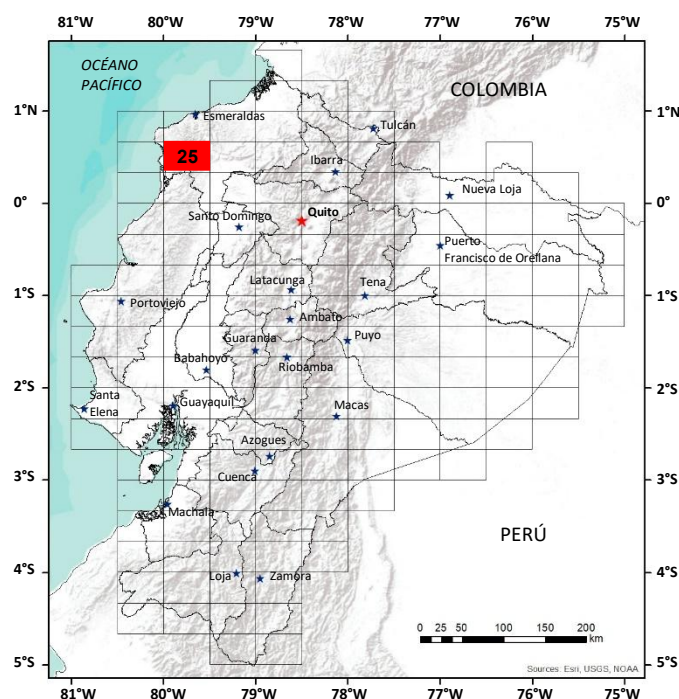 81°W 80°W 79°W 78°W 77°W 76°W 75°W
OCÉANO
PACÍFICO
COLOMBIA
1°N 1°N
Esmeraldas
Tulcán
25
Ibarra
Nueva Loja
0° 0°
Quito
Santo Domingo
Puerto
Francisco de Orellana
Latacunga
Tena
1°S 1°S
Portoviejo
Ambato
Guaranda
Puyo
Babahoyo
Riobamba
2°S 2°S
Santa
Elena
Guayaquil
Macas
Azogues
3°S 3°S
Cuenca
Machala
PERÚ
4°S 4°S
Loja
Zamora
0 25 50 100 150 200
km
5°S 5°S
Sources: Esri, USGS, NOAA
81°W 80°W 79°W 78°W 77°W 76°W 75°W